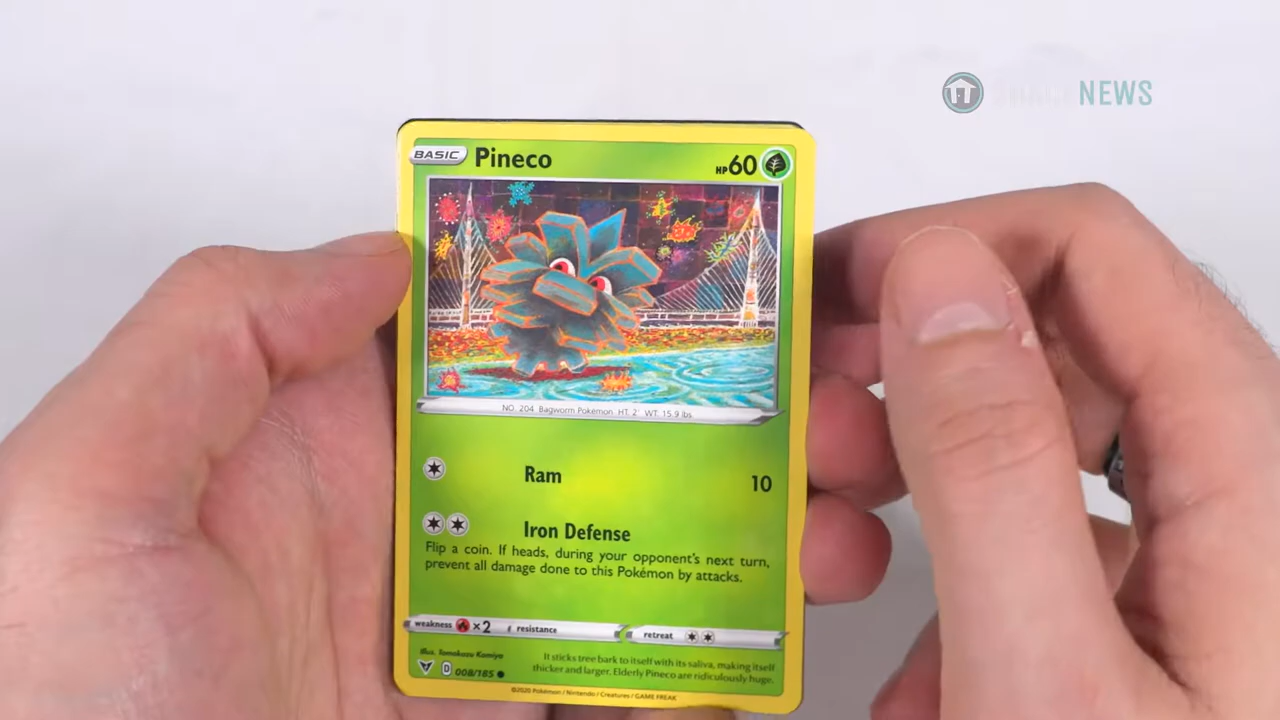 NEWS
BASIC Pineco HP60
NO. 204 Bagworm Pokémon HT. 2' WT. 15.9 lbs
Ram 10
Iron Defense
Flip a coin. If heads, during your opponent's next turn,
prevent all damage done to this Pokémon by attacks.
weakness ×2 resistance retreat
Illus. Tomokazu Komiya
D 008/185
It sticks tree bark to itself with its saliva, making itself
thicker and larger. Elderly Pineco are ridiculously huge.
©2020 Pokémon / Nintendo / Creatures / GAME FREAK